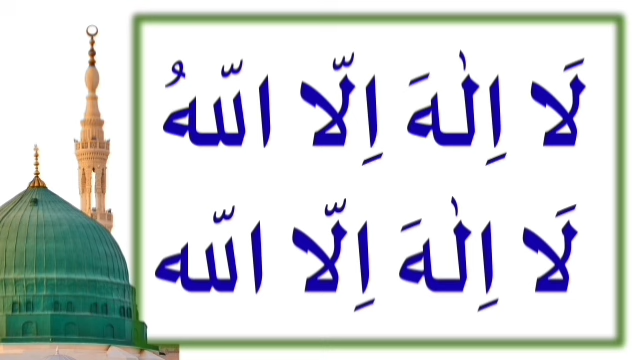 لَا اِلٰهَ اِلّا اللّهُ
لَا اِلٰهَ اِلّا اللّه